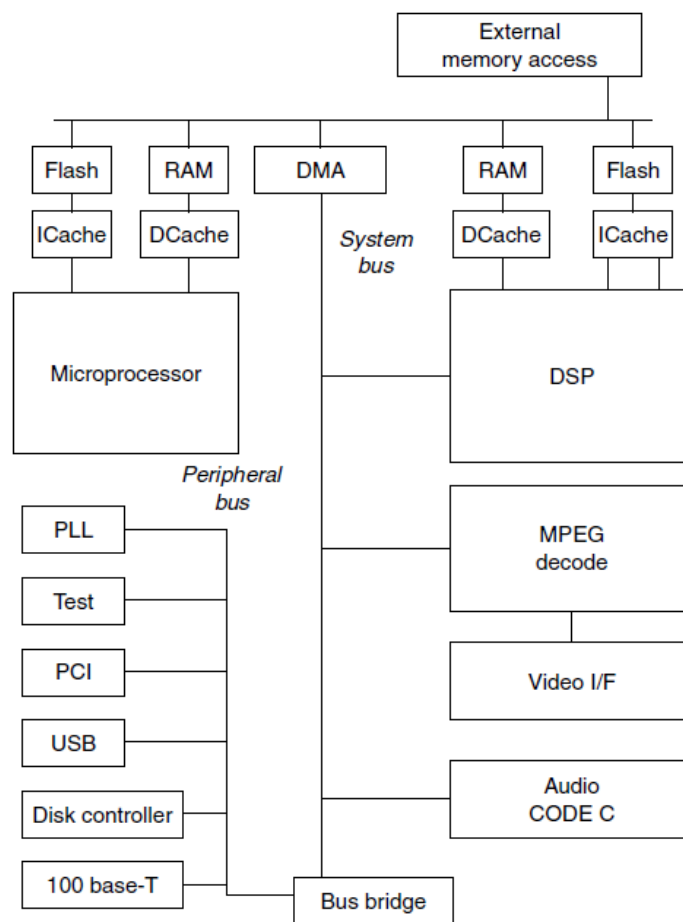 External
memory access
Flash
RAM
DMA
RAM
Flash
ICache
DCache
System
bus
DCache
ICache
Microprocessor
DSP
Peripheral
bus
PLL
MPEG
decode
Test
PCI
Video I/F
USB
Disk controller
Audio
CODE C
100 base-T
Bus bridge